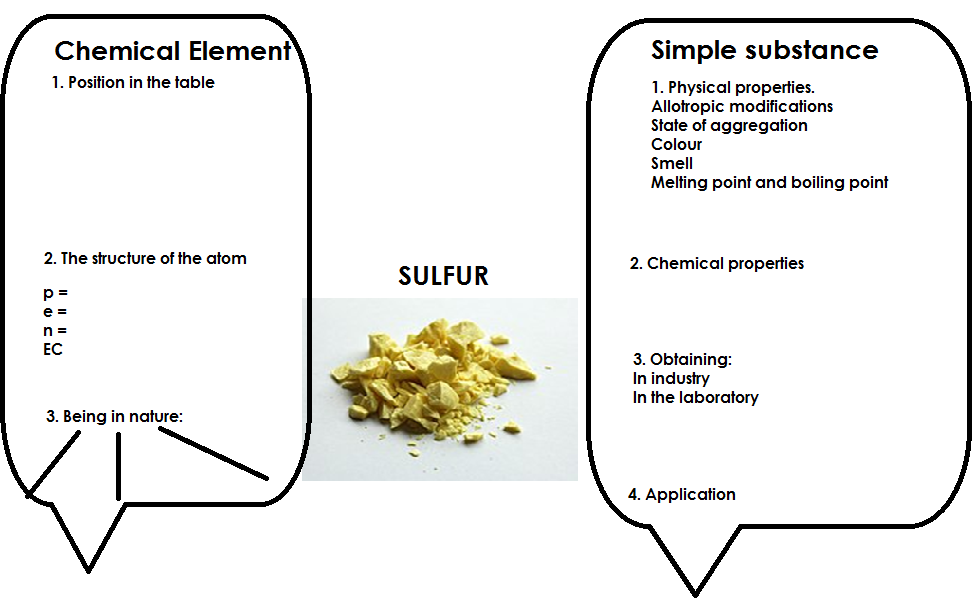 Chemical Element
1. Position in the table
2. The structure of the atom
p =
e =
n =
EC
3. Being in nature:
SULFUR
Simple substance
1. Physical properties.
Allotropic modifications
State of aggregation
Colour
Smell
Melting point and boiling point
2. Chemical properties
3. Obtaining:
In industry
In the laboratory
4. Application